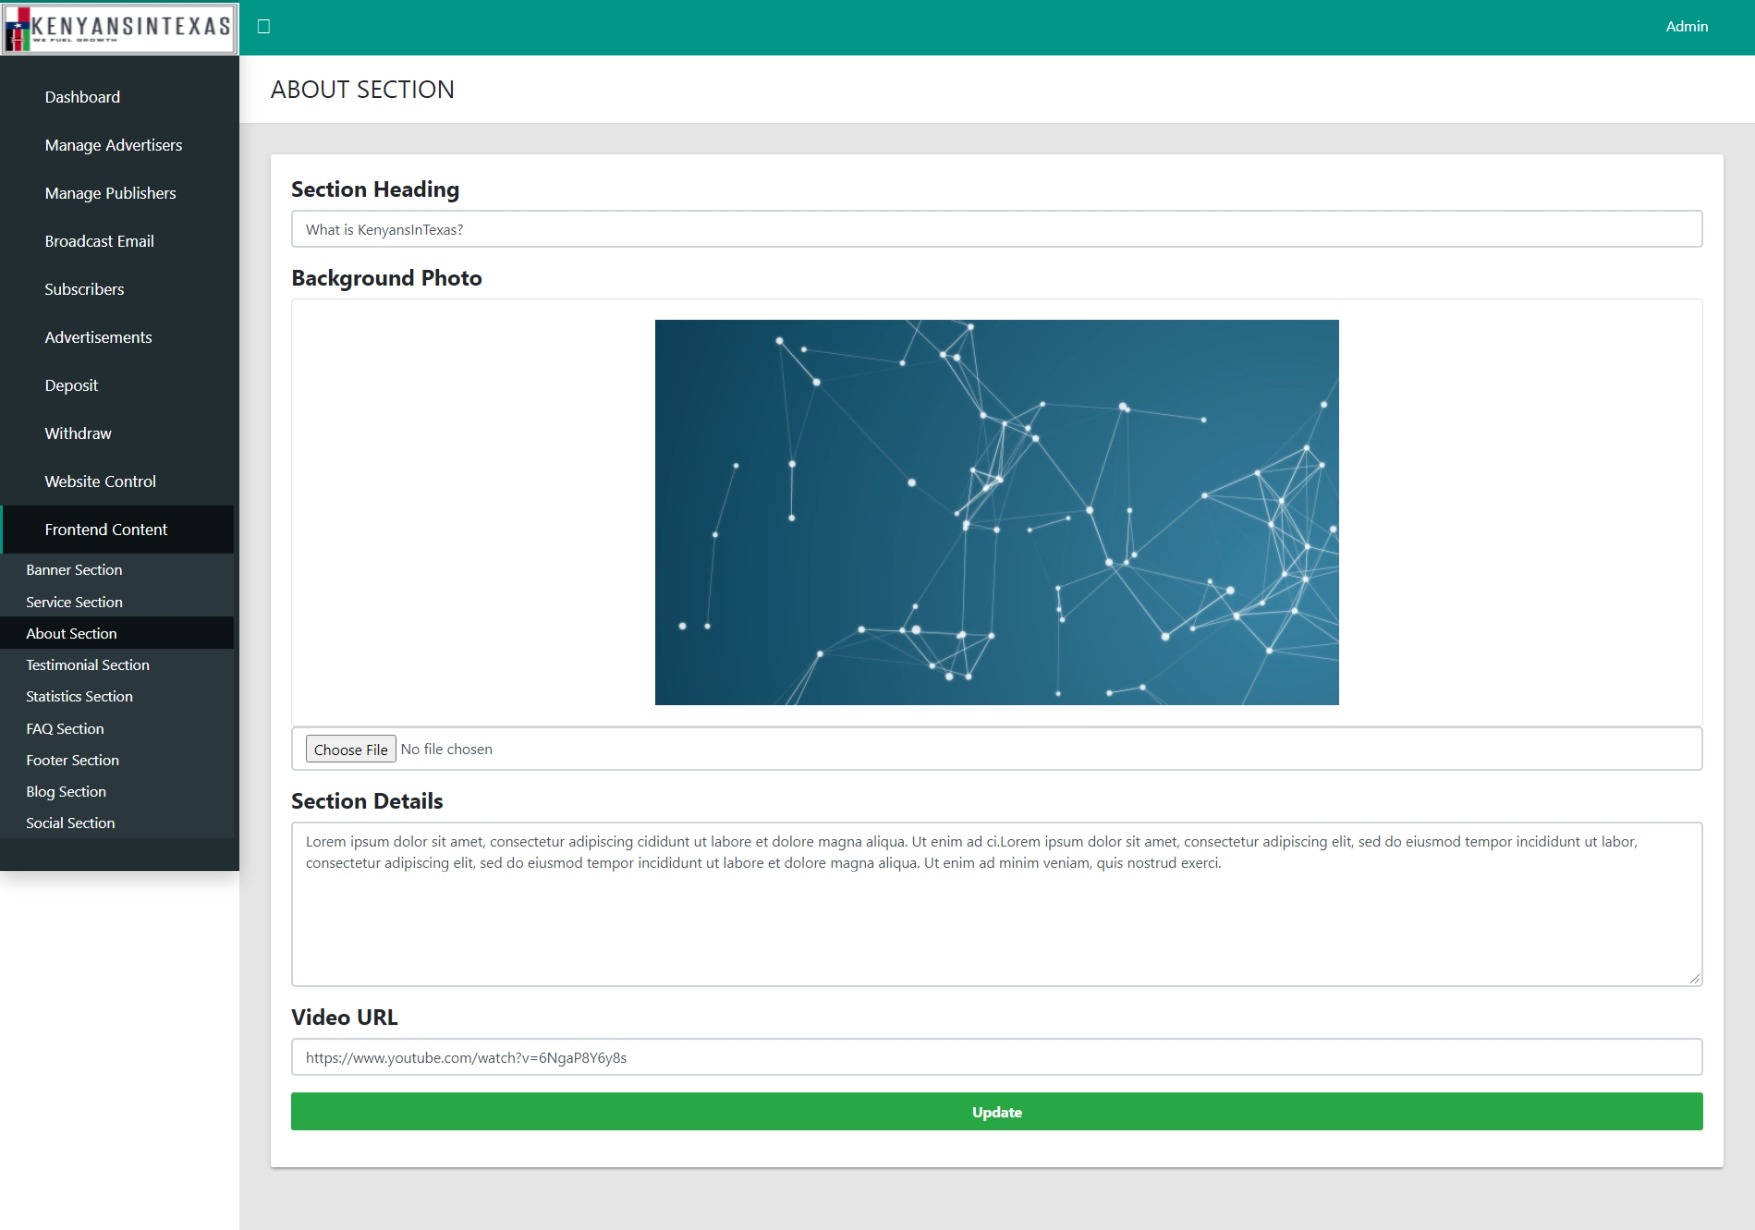 KENYANSINTEXAS
WE FUEL GROWTH
Admin
Dashboard
Manage Advertisers
Manage Publishers
Broadcast Email
Subscribers
Advertisements
Deposit
Withdraw
Website Control
Frontend Content
Banner Section
Service Section
About Section
Testimonial Section
Statistics Section
FAQ Section
Footer Section
Blog Section
Social Section
ABOUT SECTION
Section Heading
What is KenyansInTexas?
Background Photo
Choose File No file chosen
Section Details
Lorem ipsum dolor sit amet, consectetur adipiscing cididunt ut labore et dolore magna aliqua. Ut enim ad ci.Lorem ipsum dolor sit amet, consectetur adipiscing elit, sed do eiusmod tempor incididunt ut labor,
consectetur adipiscing elit, sed do eiusmod tempor incididunt ut labore et dolore magna aliqua. Ut enim ad minim veniam, quis nostrud exerci.
Video URL
https://www.youtube.com/watch?v=6NgaP8Y6y8s
Update